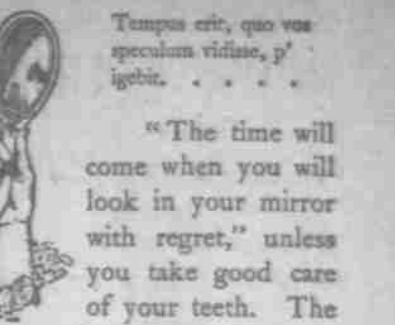 Tempus erit, quo vos
speculum vidisse, p'
igebit. . . . .
"The time will
come when you will
look in your mirror
with regret," unless
you take good care
of your teeth. The